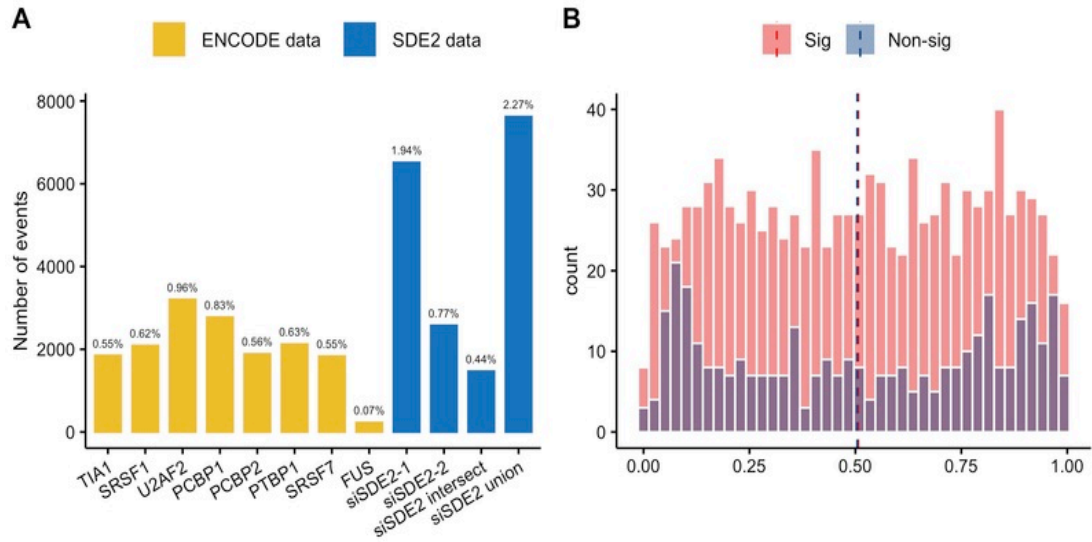 A
ENCODE data SDE2 data
Number of events
8000
6000
4000
2000
0
0.55%
0.62%
0.96%
0.83%
0.56%
0.63%
0.55%
0.07%
1.94%
0.77%
0.44%
2.27%
TIA1
SRSF1
U2AF2
PCBP1
PCBP2
PTBP1
SRSF7
FUS
siSDE2-1
siSDE2-2
siSDE2 intersect
siSDE2 union
B
Sig Non-sig
count
40
30
20
10
0
0.00 0.25 0.50 0.75 1.00